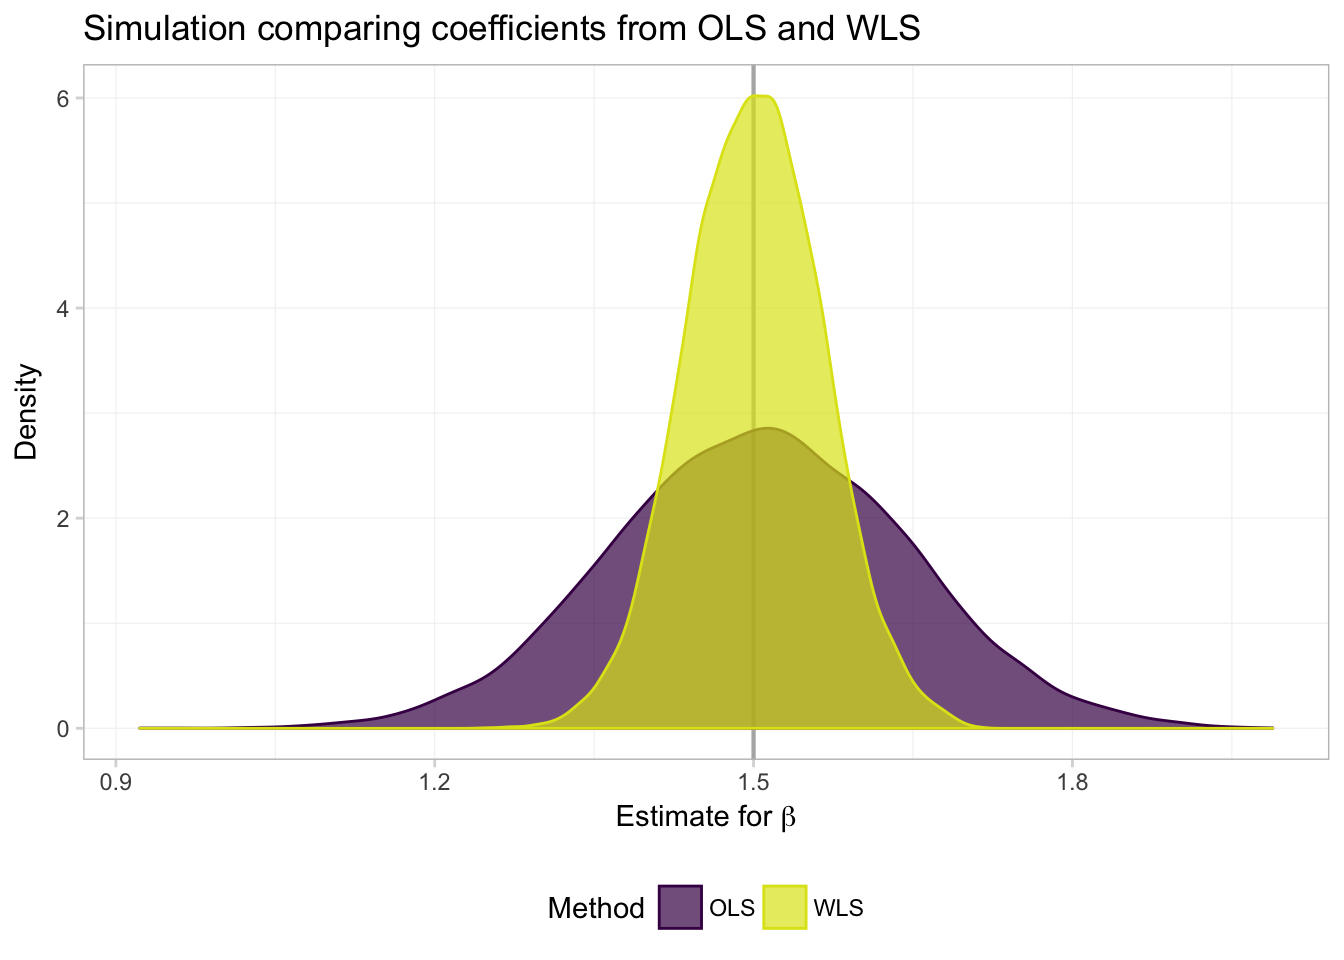 Simulation comparing coefficients from OLS and WLS
6
4
2
0
Density
0.9 1.2 1.5 1.8
Estimate for β
Method OLS WLS